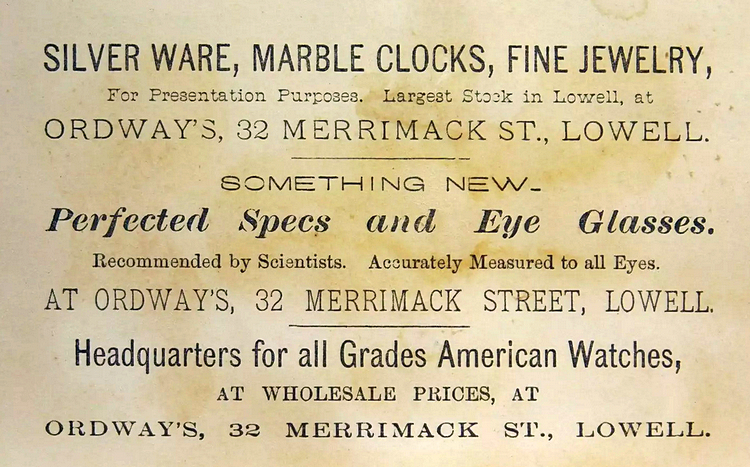 SILVER WARE, MARBLE CLOCKS, FINE JEWELRY,
For Presentation Purposes. Largest Stock in Lowell, at
ORDWAY'S, 32 MERRIMACK ST., LOWELL.
SOMETHING NEW_
Perfected Specs and Eye Glasses.
Recommended by Scientists. Accurately Measured to all Eyes.
AT ORDWAY'S, 32 MERRIMACK STREET, LOWELL.
Headquarters for all Grades American Watches,
AT WHOLESALE PRICES, AT
ORDWAY'S, 32 MERRIMACK ST., LOWELL.